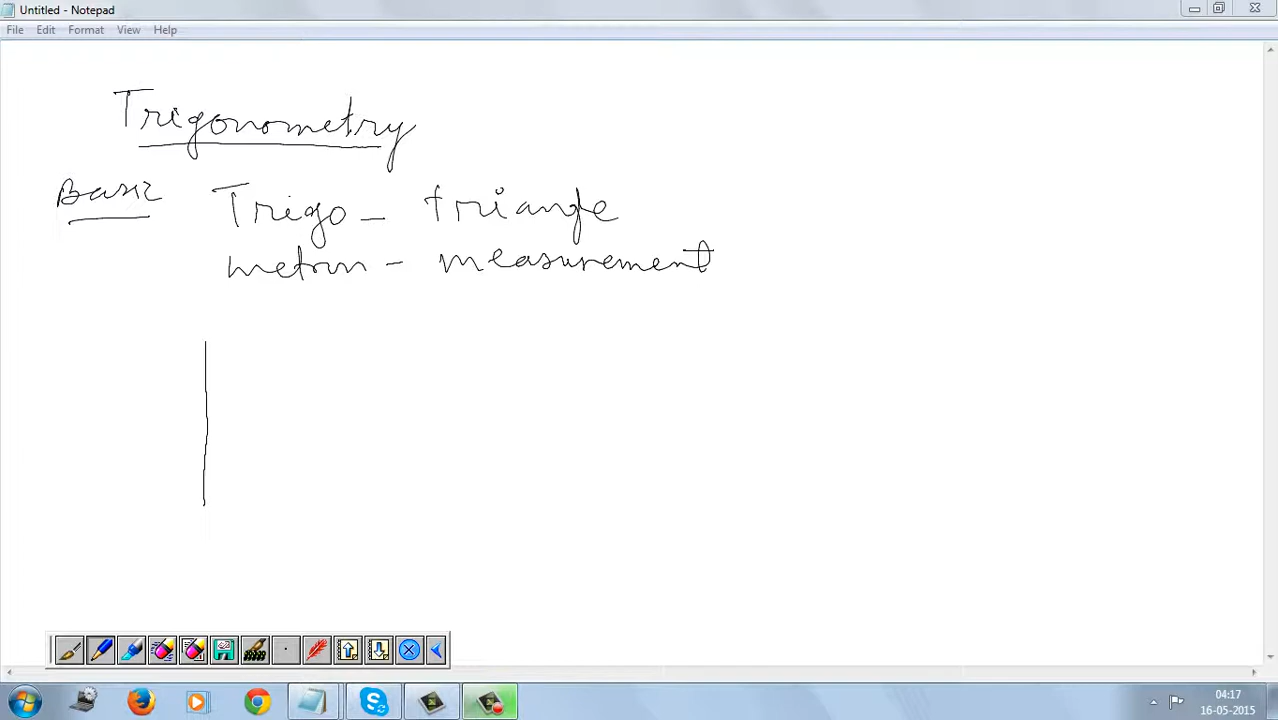 Untitled - Notepad
File Edit Format View Help
Trigonometry
Basic Trigo - triangle
metron - measurement
04:17
16-05-2015